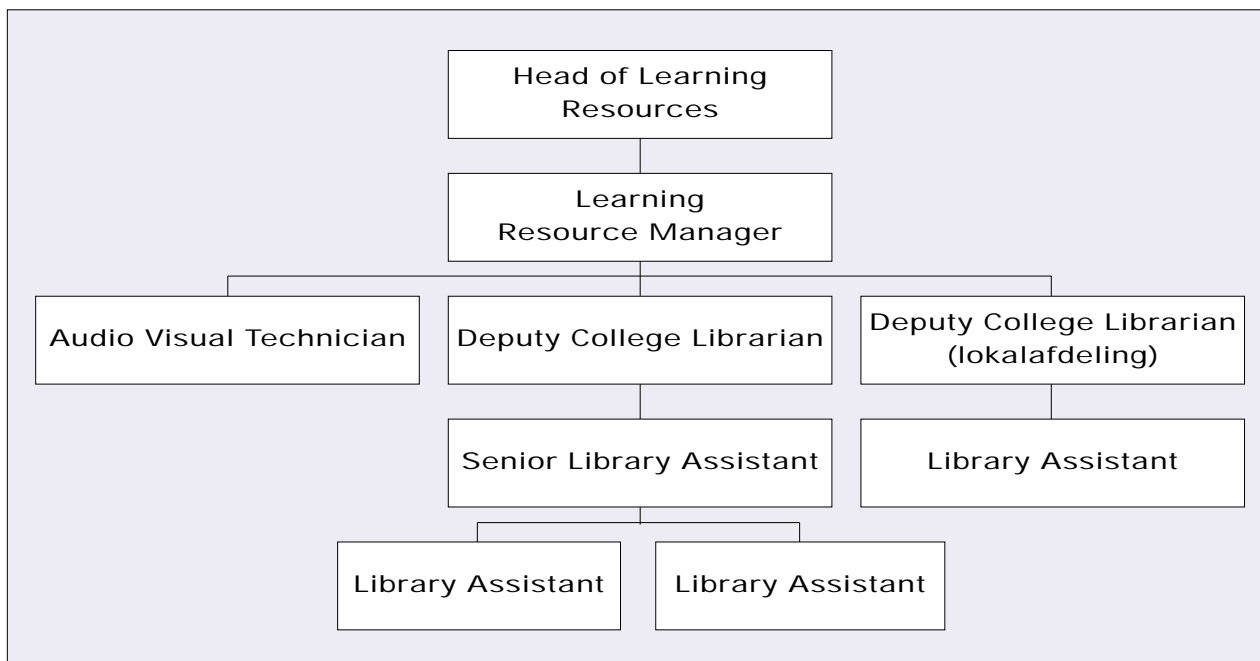 Head of Learning
Resources
Learning
Resource Manager
Audio Visual Technician
Deputy College Librarian
Deputy College Librarian
(lokalafdeling)
Senior Library Assistant
Library Assistant
Library Assistant
Library Assistant